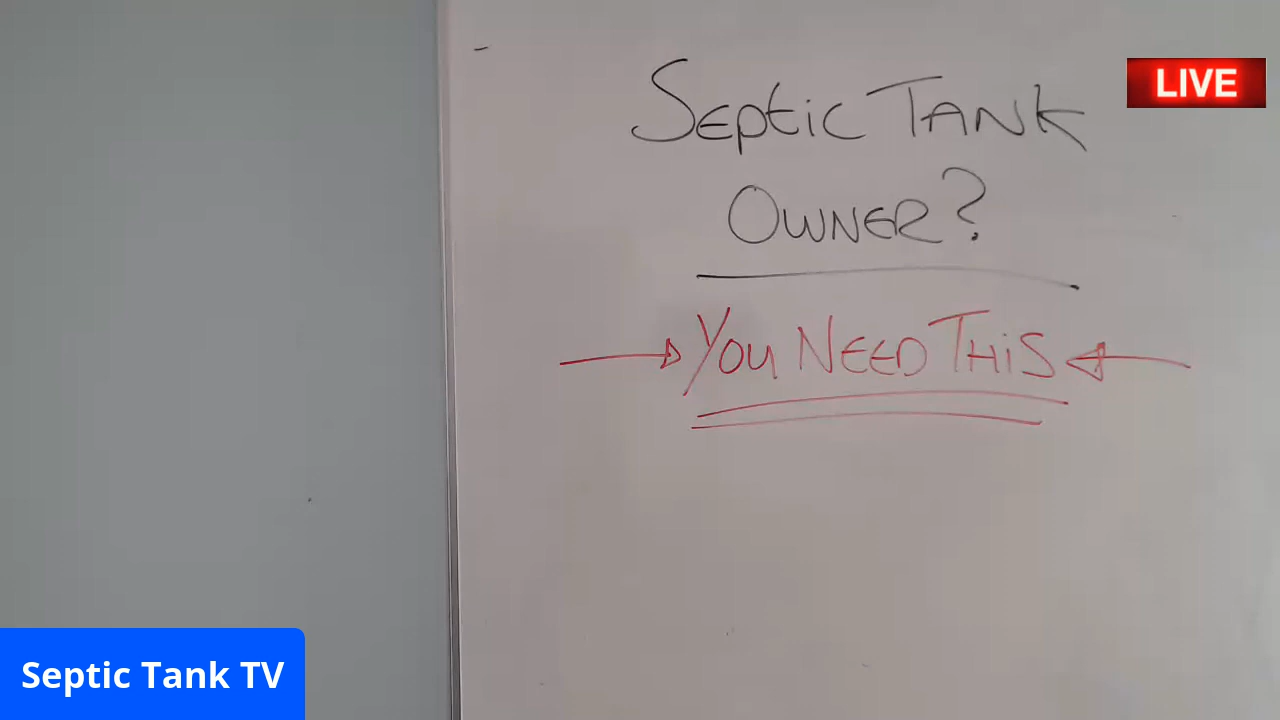 LIVE
SEPTIC TANK
OWNER?
YOU NEED THIS
Septic Tank TV